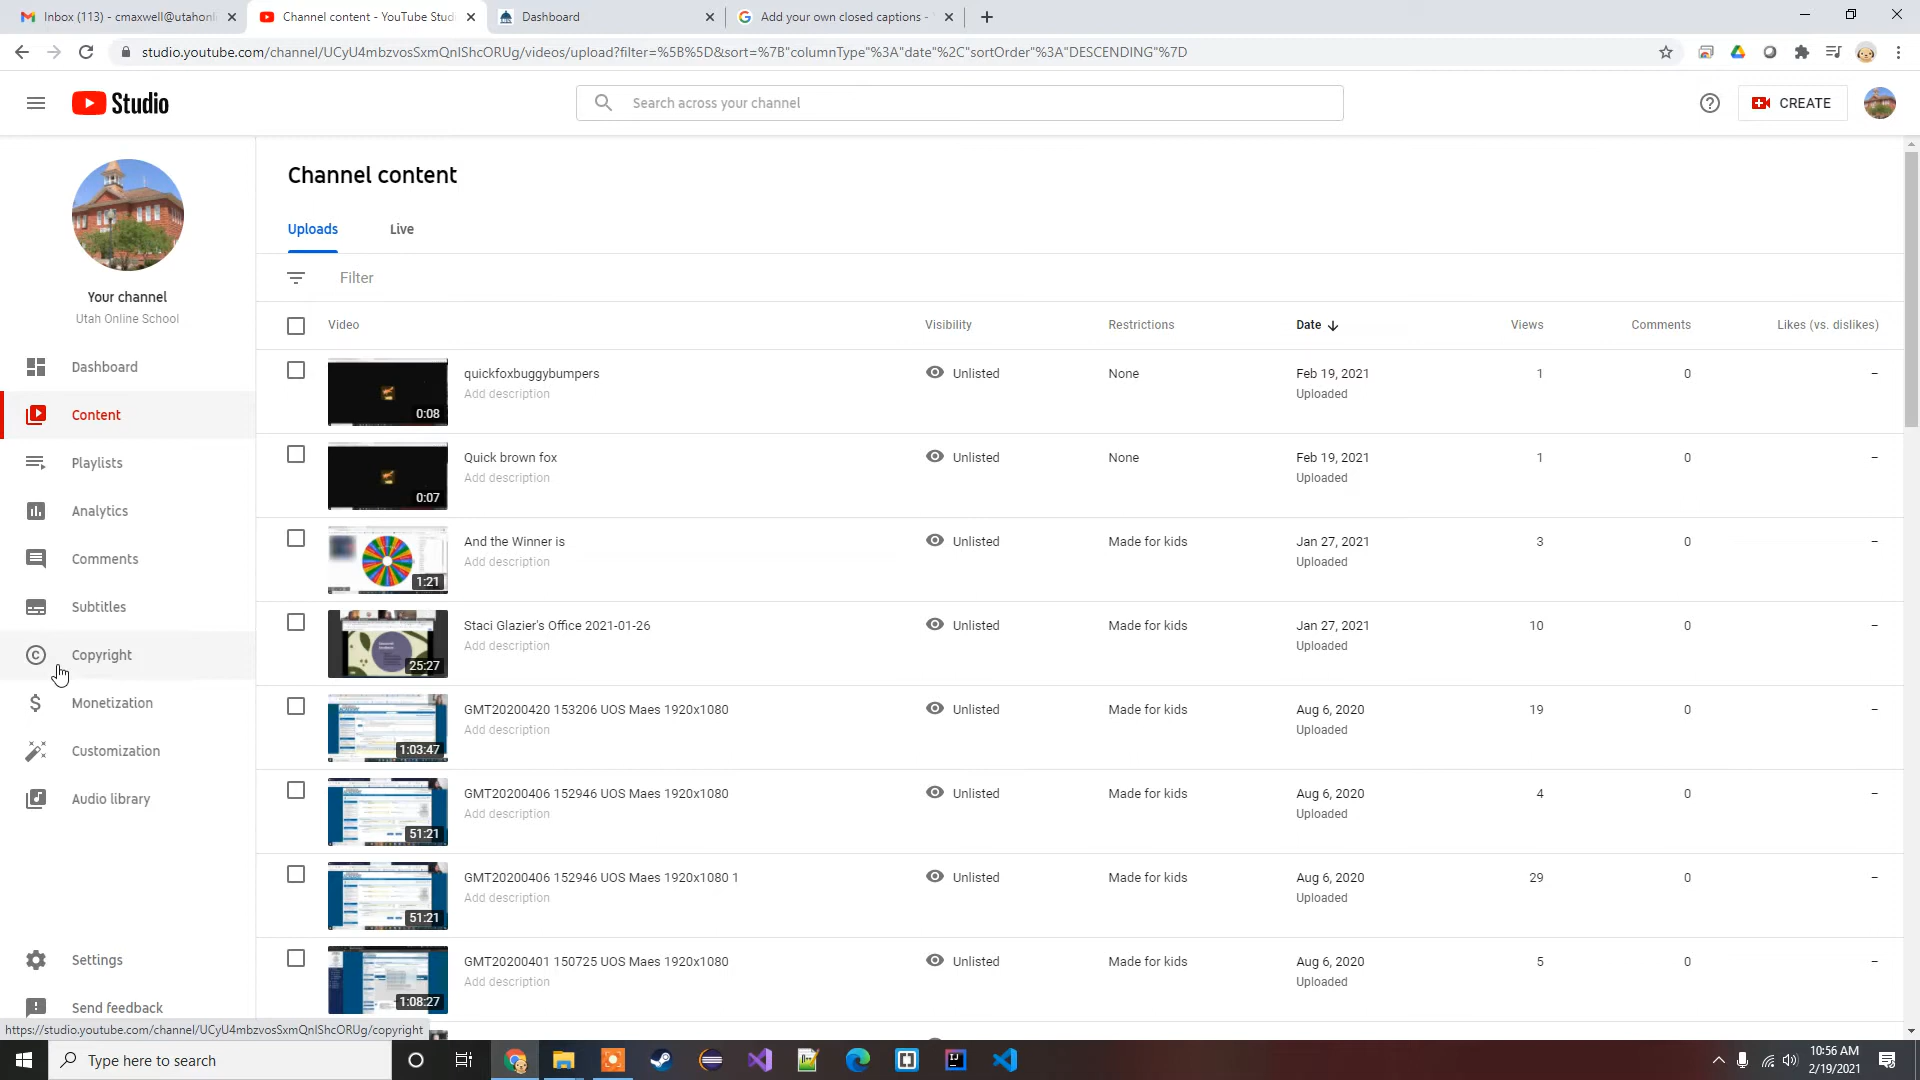 Inbox (113) - cmaxwell@utahonli
Channel content - YouTube Studi
Dashboard
Add your own closed captions -
studio.youtube.com/channel/UCyU4mbzvosSxmQnIShcORUg/videos/upload?filter=%5B%5D&sort=%7B"columnType"%3A"date"%2C"sortOrder"%3A"DESCENDING"%7D
Studio
Search across your channel
CREATE
Your channel
Utah Online School
Dashboard
Content
Playlists
Analytics
Comments
Subtitles
Copyright
Monetization
Customization
Audio library
Settings
Send feedback
https://studio.youtube.com/channel/UCyU4mbzvosSxmQnIShcORUg/copyright
Channel content
Uploads Live
Filter
Video Visibility Restrictions Date Views Comments Likes (vs. dislikes)
quickfoxbuggybumpers Unlisted None Feb 19, 2021 1 0 –
Add description Uploaded
0:08
Quick brown fox Unlisted None Feb 19, 2021 1 0 –
Add description Uploaded
0:07
And the Winner is Unlisted Made for kids Jan 27, 2021 3 0 –
Add description Uploaded
1:21
Staci Glazier's Office 2021-01-26 Unlisted Made for kids Jan 27, 2021 10 0 –
Add description Uploaded
25:27
GMT20200420 153206 UOS Maes 1920x1080 Unlisted Made for kids Aug 6, 2020 19 0 –
Add description Uploaded
1:03:47
GMT20200406 152946 UOS Maes 1920x1080 Unlisted Made for kids Aug 6, 2020 4 0 –
Add description Uploaded
51:21
GMT20200406 152946 UOS Maes 1920x1080 1 Unlisted Made for kids Aug 6, 2020 29 0 –
Add description Uploaded
51:21
GMT20200401 150725 UOS Maes 1920x1080 Unlisted Made for kids Aug 6, 2020 5 0 –
Add description Uploaded
1:08:27
Type here to search
10:56 AM
2/19/2021